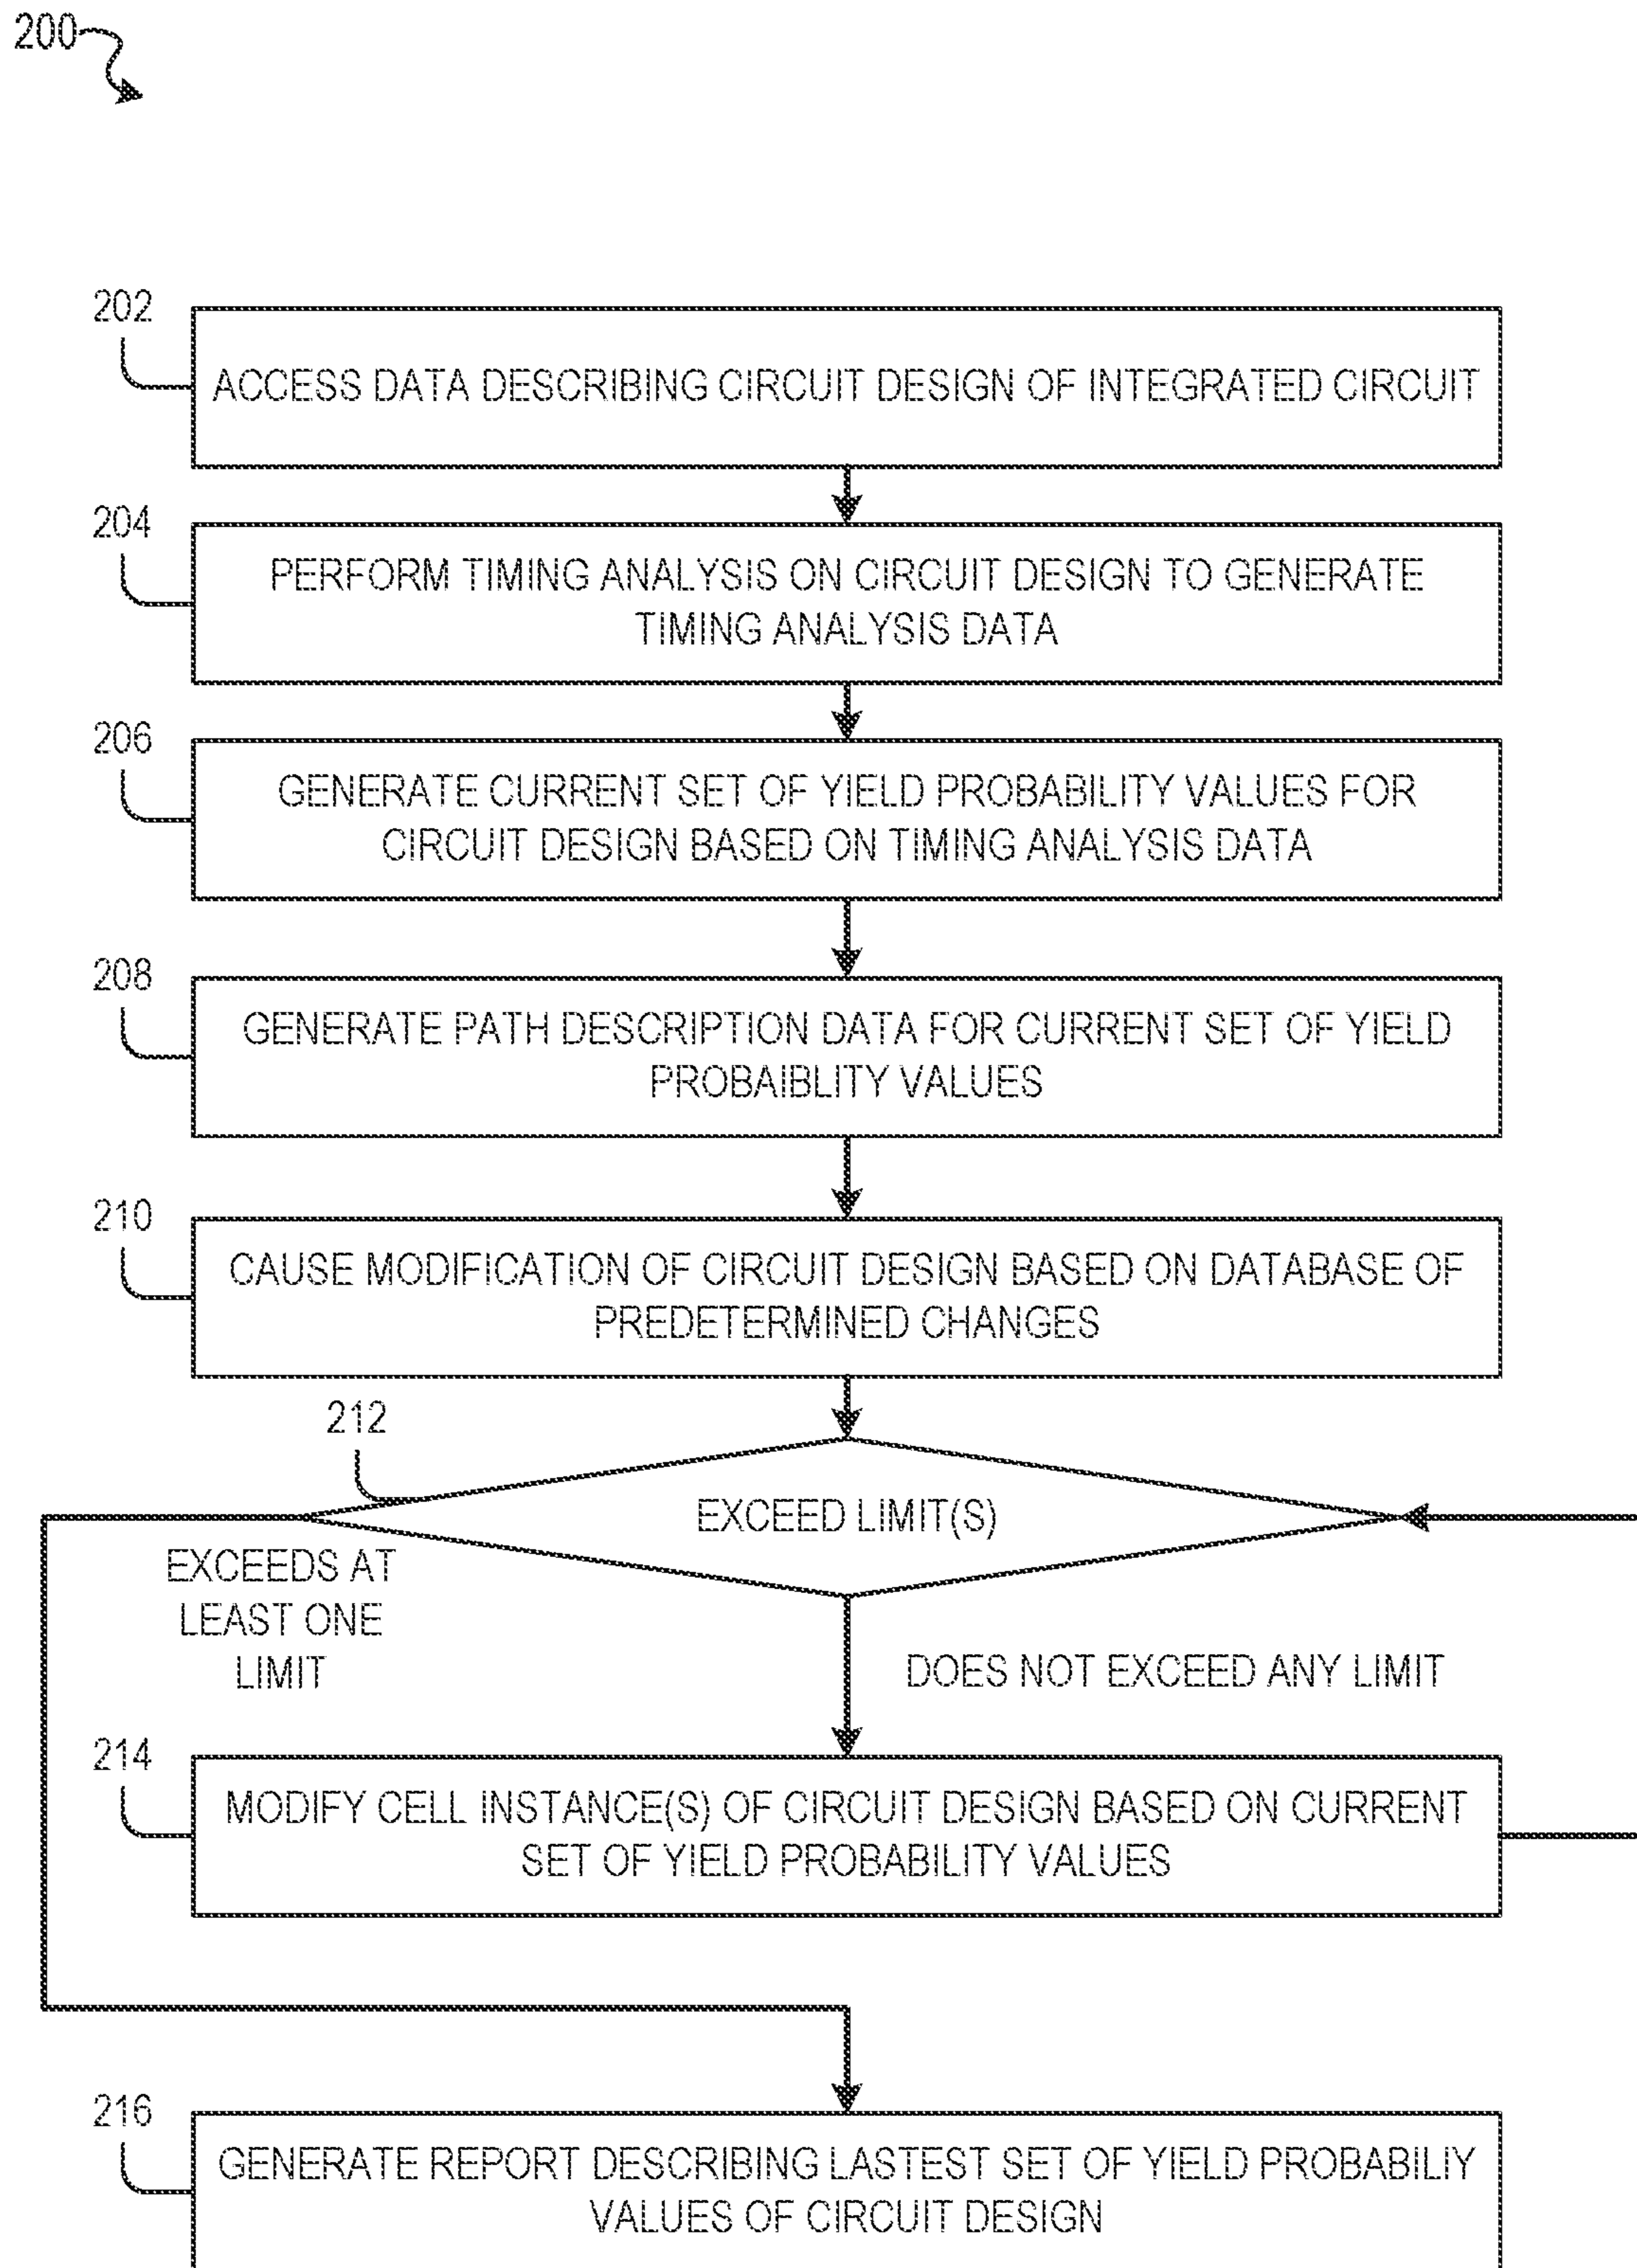 200
202
ACCESS DATA DESCRIBING CIRCUIT DESIGN OF INTEGRATED CIRCUIT
204
PERFORM TIMING ANALYSIS ON CIRCUIT DESIGN TO GENERATE
TIMING ANALYSIS DATA
206
GENERATE CURRENT SET OF YIELD PROBABILITY VALUES FOR
CIRCUIT DESIGN BASED ON TIMING ANALYSIS DATA
208
GENERATE PATH DESCRIPTION DATA FOR CURRENT SET OF YIELD
PROBAIBLITY VALUES
210
CAUSE MODIFICATION OF CIRCUIT DESIGN BASED ON DATABASE OF
PREDETERMINED CHANGES
212
EXCEED LIMIT(S)
EXCEEDS AT
LEAST ONE
LIMIT
DOES NOT EXCEED ANY LIMIT
214
MODIFY CELL INSTANCE(S) OF CIRCUIT DESIGN BASED ON CURRENT
SET OF YIELD PROBABILITY VALUES
216
GENERATE REPORT DESCRIBING LASTEST SET OF YIELD PROBABILIY
VALUES OF CIRCUIT DESIGN